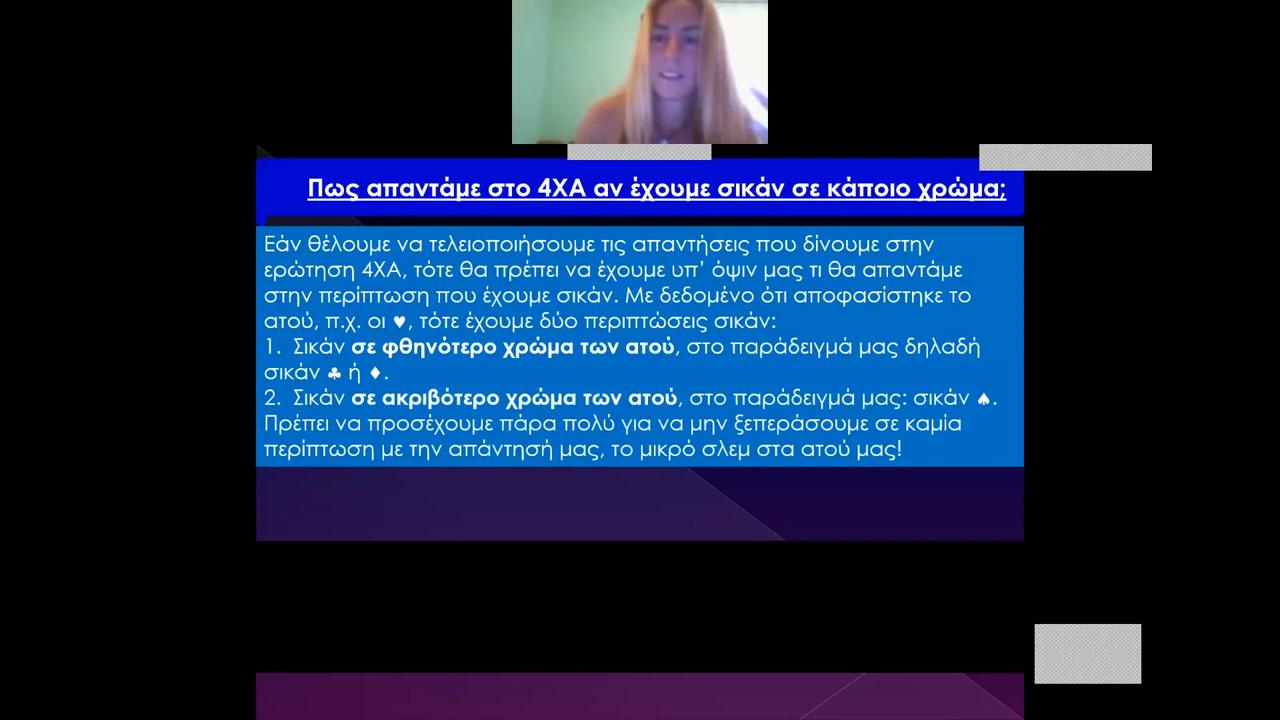 Πως απαντάμε στο 4ΧΑ αν έχουμε σικάν σε κάποιο χρώμα;
Εάν θέλουμε να τελειοποιήσουμε τις απαντήσεις που δίνουμε στην
ερώτηση 4ΧΑ, τότε θα πρέπει να έχουμε υπ’ όψιν μας τι θα απαντάμε
στην περίπτωση που έχουμε σικάν. Με δεδομένο ότι αποφασίστηκε το
ατού, π.χ. οι ♥, τότε έχουμε δύο περιπτώσεις σικάν:
1. Σικάν σε φθηνότερο χρώμα των ατού, στο παράδειγμά μας δηλαδή
σικάν ♣ ή ♦.
2. Σικάν σε ακριβότερο χρώμα των ατού, στο παράδειγμά μας: σικάν ♠.
Πρέπει να προσέχουμε πάρα πολύ για να μην ξεπεράσουμε σε καμία
περίπτωση με την απάντησή μας, το μικρό σλεμ στα ατού μας!